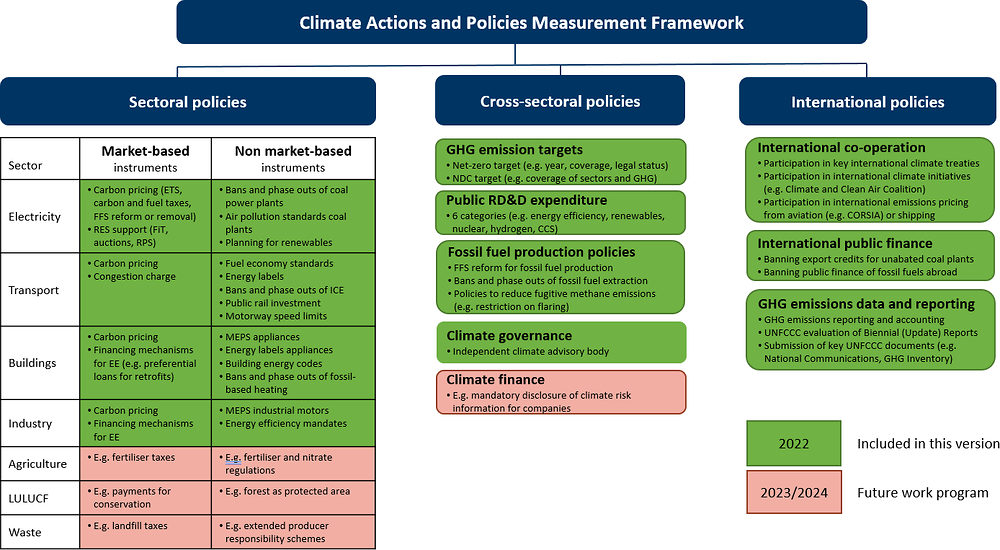 Climate Actions and Policies Measurement Framework
Sectoral policies
Sector
Market-based
instruments
Non market-based
instruments
Electricity
• Carbon pricing (ETS,
carbon and fuel taxes,
FFS reform or removal)
• RES support (FiT,
auctions, RPS)
• Bans and phase outs of coal
power plants
• Air pollution standards coal
plants
• Planning for renewables
Transport
• Carbon pricing
• Congestion charge
• Fuel economy standards
• Energy labels
• Bans and phase outs of ICE
• Public rail investment
• Motorway speed limits
Buildings
• Carbon pricing
• Financing mechanisms
for EE (e.g. preferential
loans for retrofits)
• MEPS appliances
• Energy labels appliances
• Building energy codes
• Bans and phase outs of fossil-
based heating
Industry
• Carbon pricing
• Financing mechanisms
for EE
• MEPS industrial motors
• Energy efficiency mandates
Agriculture
• E.g. fertiliser taxes
• E.g. fertiliser and nitrate
regulations
LULUCF
• E.g. payments for
conservation
• E.g. forest as protected area
Waste
• E.g. landfill taxes
• E.g. extended producer
responsibility schemes
Cross-sectoral policies
GHG emission targets
• Net-zero target (e.g. year, coverage, legal status)
• NDC target (e.g. coverage of sectors and GHG)
Public RD&D expenditure
• 6 categories (e.g. energy efficiency, renewables,
nuclear, hydrogen, CCS)
Fossil fuel production policies
• FFS reform for fossil fuel production
• Bans and phase outs of fossil fuel extraction
• Policies to reduce fugitive methane emissions
(e.g. restriction on flaring)
Climate governance
• Independent climate advisory body
Climate finance
• E.g. mandatory disclosure of climate risk
information for companies
International policies
International co-operation
• Participation in key international climate treaties
• Participation in international climate initiatives
(e.g. Climate and Clean Air Coalition)
• Participation in international emissions pricing
from aviation (e.g. CORSIA) or shipping
International public finance
• Banning export credits for unabated coal plants
• Banning public finance of fossil fuels abroad
GHG emissions data and reporting
• GHG emissions reporting and accounting
• UNFCCC evaluation of Biennial (Update) Reports
• Submission of key UNFCCC documents (e.g.
National Communications, GHG Inventory)
2022
Included in this version
2023/2024
Future work program